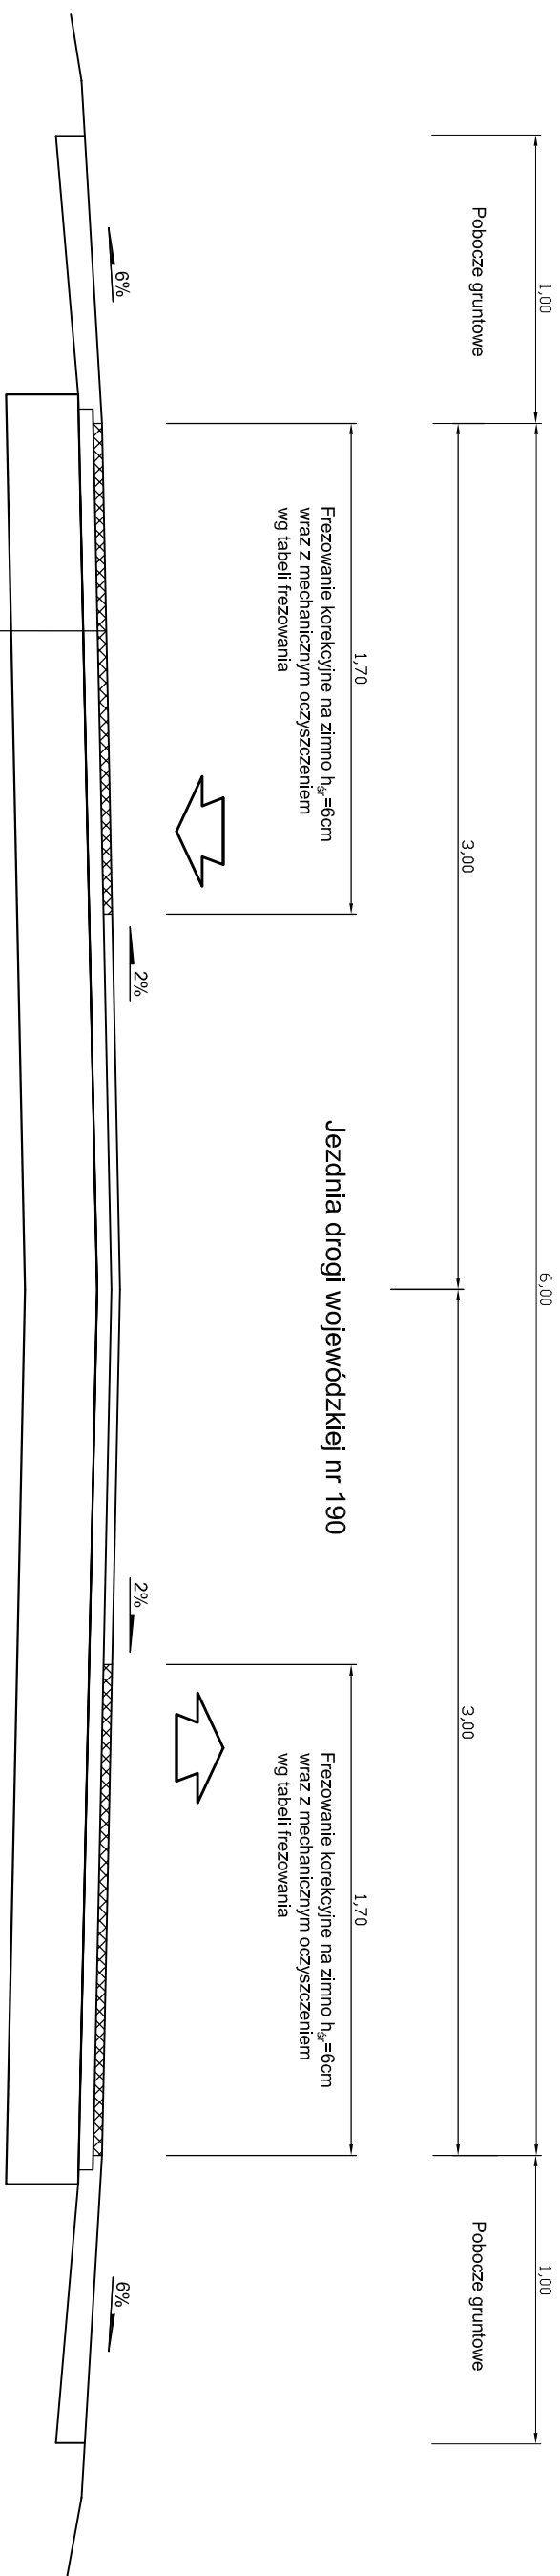 1,00
6,00
1,00
Pobocze gruntowe
3,00
3,00
Pobocze gruntowe
1,70
1,70
Frezowanie korekcyjne na zimno hśr=6cm
wraz z mechanicznym oczyszczeniem
wg tabeli frezowania
Jezdnia drogi wojewódzkiej nr 190
Frezowanie korekcyjne na zimno hśr=6cm
wraz z mechanicznym oczyszczeniem
wg tabeli frezowania
6%
2%
2%
6%